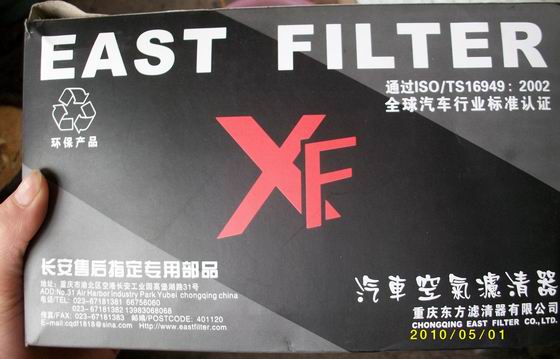 EAST FILTER
通过ISO/TS16949：2002
全球汽车行业标准认证
环保产品
XF
长安售后指定专用部品
地址：重庆市渝北区空港长安工业园高堡湖路31号
ADD:No.31 Air Harbor Industry Park Yubei chongqing china
电话/TEL：023-67181381 66756060
023-67181382 13983068066
传真/FAX：023-67181383 邮编/POSTCODE：401120
E-mail:cqdf1818@sina.com Http://www.eastfilter.com
汽車空氣濾清器
重庆东方滤清器有限公司
CHONGQING EAST FILTER CO.,LTD.
2010/05/01